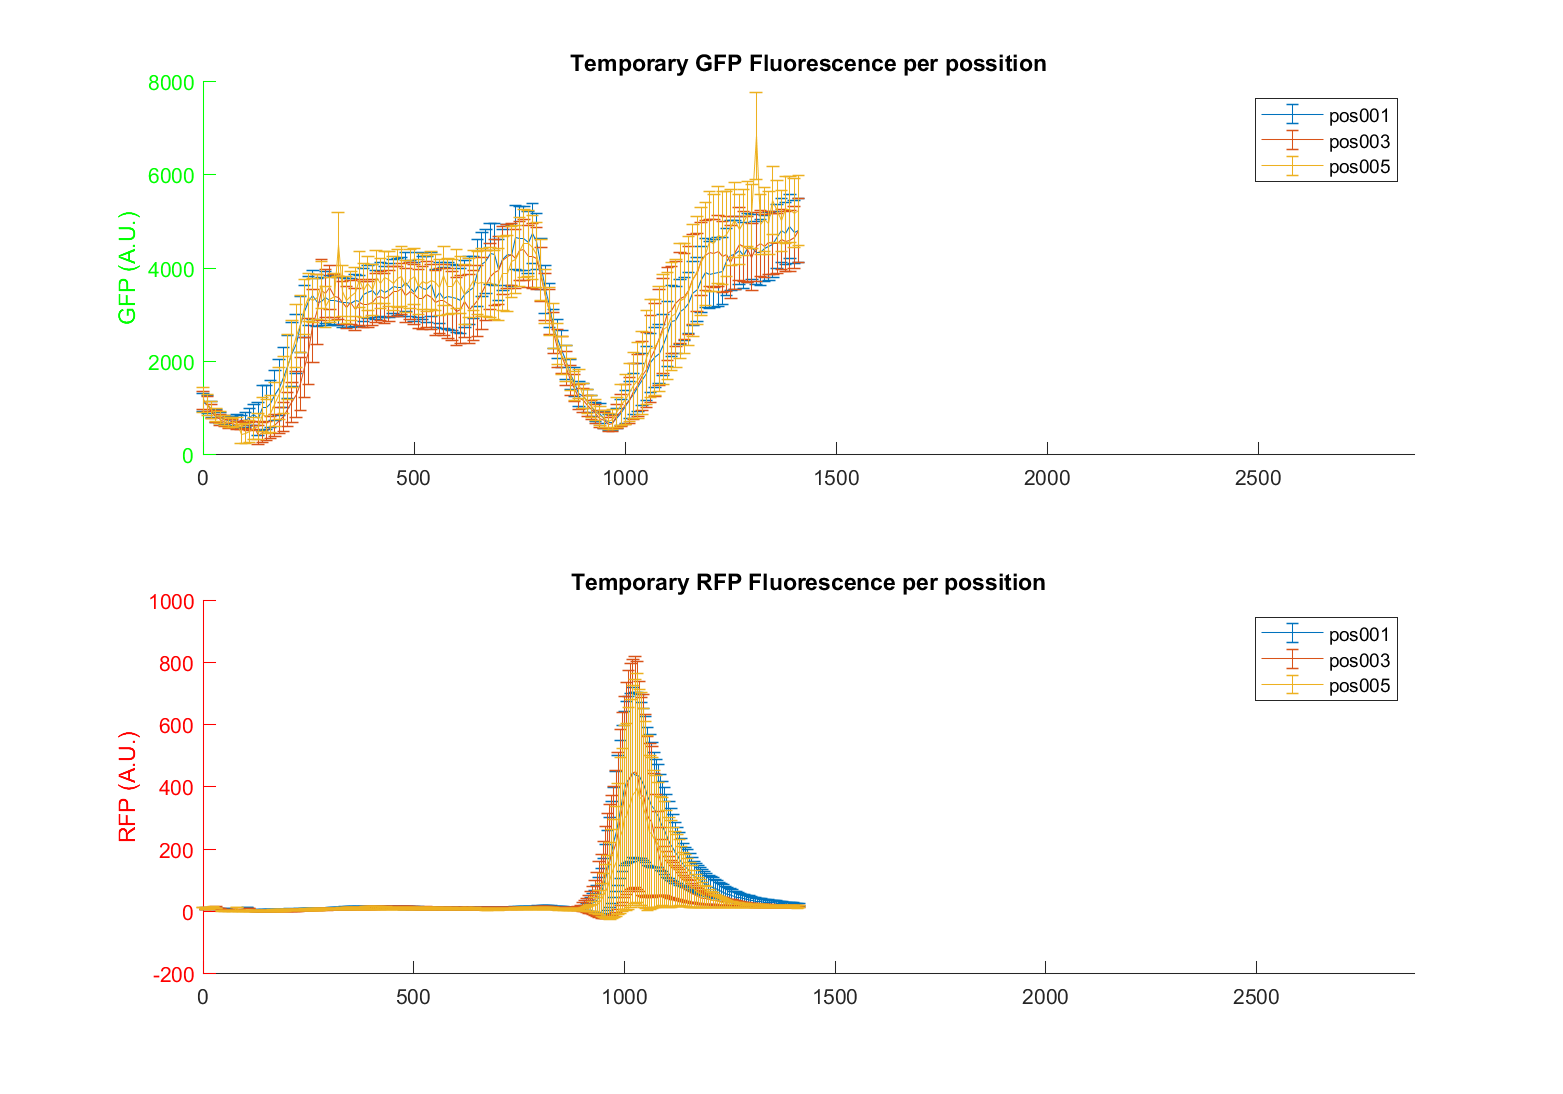 Temporary GFP Fluorescence per possition
8000
6000
4000
2000
0
GFP (A.U.)
pos001
pos003
pos005
0 500 1000 1500 2000 2500
Temporary RFP Fluorescence per possition
1000
800
600
400
200
0
-200
RFP (A.U.)
pos001
pos003
pos005
0 500 1000 1500 2000 2500